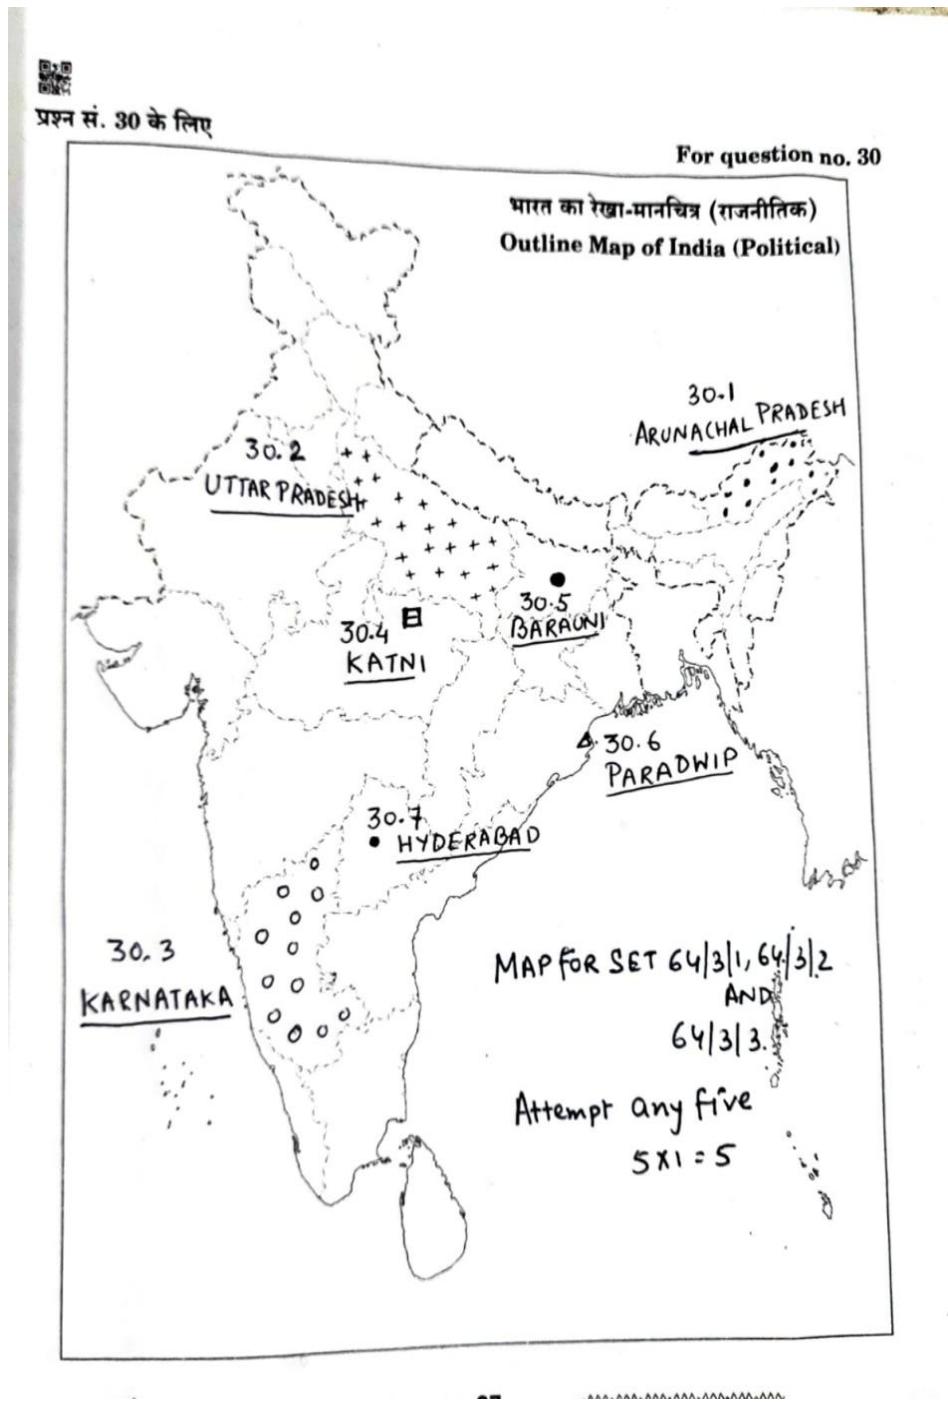 प्रश्न सं. 30 के लिए
For question no. 30
भारत का रेखा-मानचित्र (राजनीतिक)
Outline Map of India (Political)
30.1
ARUNACHAL PRADESH
30.2
UTTAR PRADESH
30.5
BARAUNI
30.4
KATNI
30.6
PARADWIP
30.7
HYDERABAD
30.3
KARNATAKA
MAP FOR SET 64/3/1, 64/3/2
AND
64/3/3.
Attempt any five
5x1=5